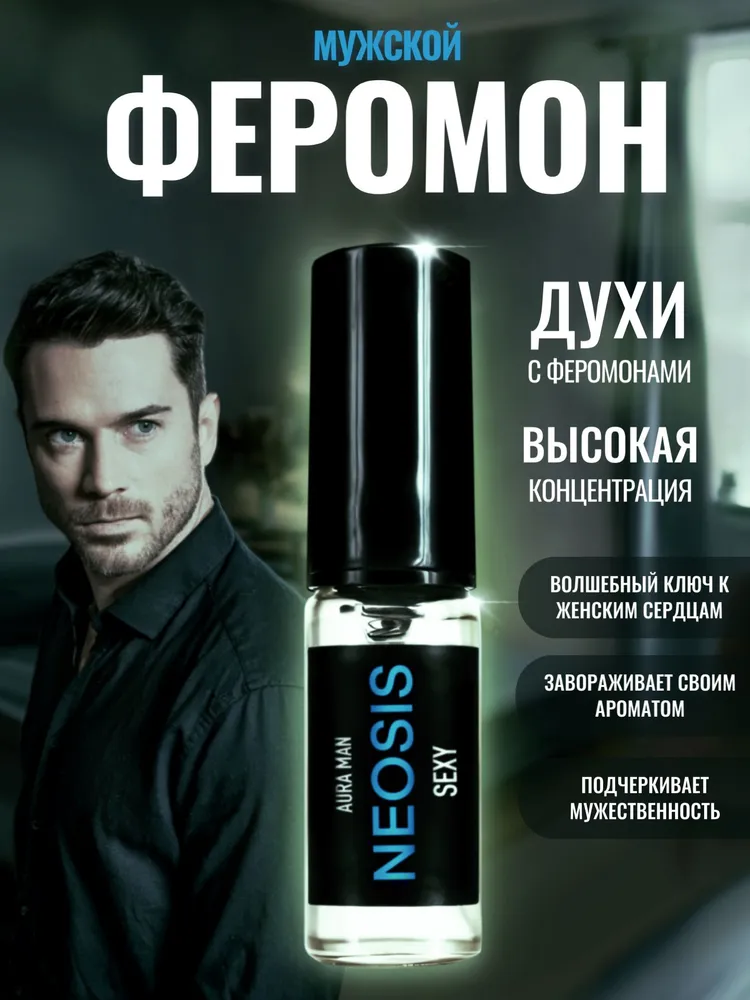 МУЖСКОЙ
ФЕРОМОН
ДУХИ
С ФЕРОМОНАМИ
ВЫСОКАЯ
КОНЦЕНТРАЦИЯ
ВОЛШЕБНЫЙ КЛЮЧ К
ЖЕНСКИМ СЕРДЦАМ
ЗАВОРАЖИВАЕТ СВОИМ
АРОМАТОМ
ПОДЧЕРКИВАЕТ
МУЖЕСТВЕННОСТЬ
AURA MAN
NEOSIS
SEXY